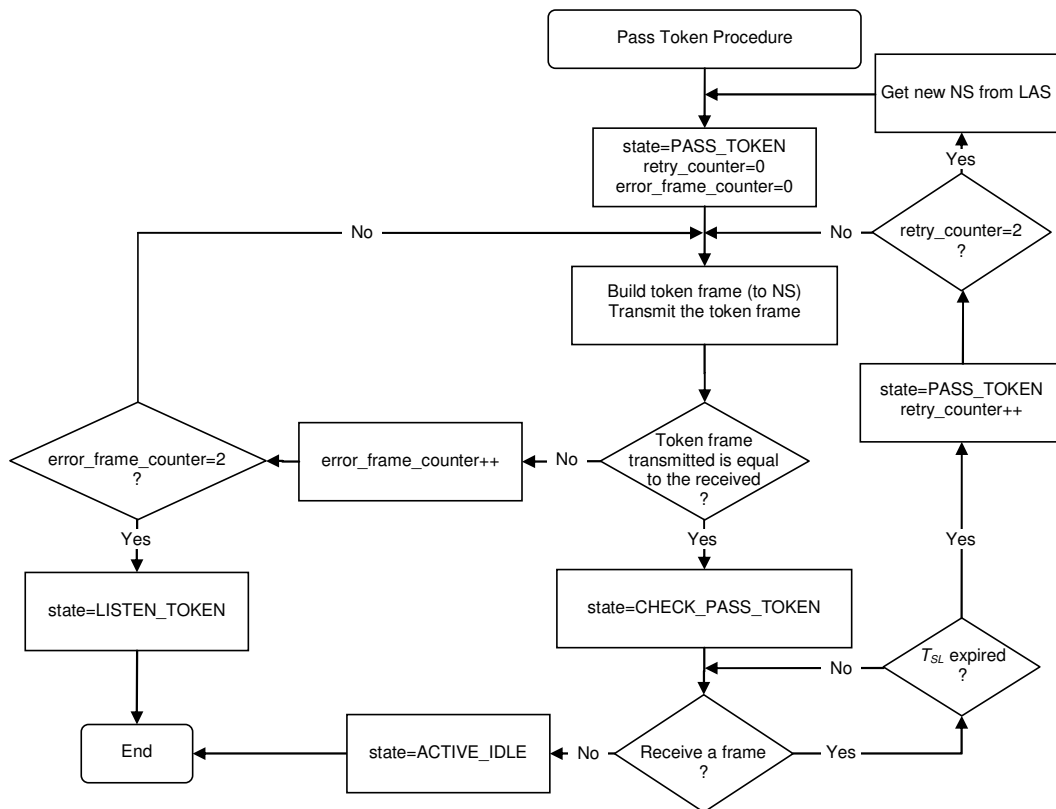 Pass Token Procedure
Get new NS from LAS
state=PASS_TOKEN
retry_counter=0
error_frame_counter=0
Yes
No
No
retry_counter=2
?
Build token frame (to NS)
Transmit the token frame
state=PASS_TOKEN
retry_counter++
error_frame_counter=2
?
error_frame_counter++
No
Token frame
transmitted is equal
to the received
?
Yes
Yes
Yes
state=LISTEN_TOKEN
state=CHECK_PASS_TOKEN
No
TSL expired
?
End
state=ACTIVE_IDLE
No
Receive a frame
?
Yes